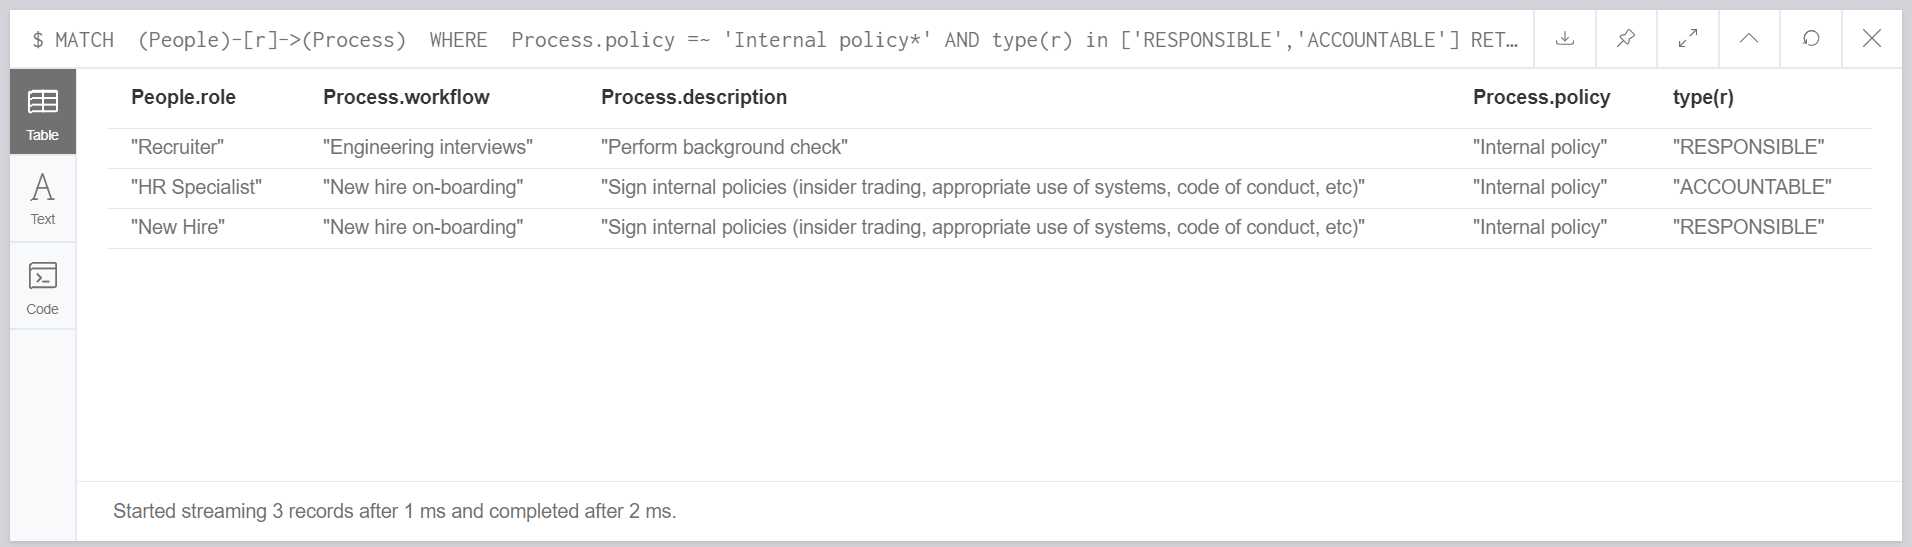 $ MATCH (People)-[r]->(Process) WHERE Process.policy =~ 'Internal policy*' AND type(r) in ['RESPONSIBLE','ACCOUNTABLE'] RET…
Table
Text
Code
People.role Process.workflow Process.description Process.policy type(r)
"Recruiter" "Engineering interviews" "Perform background check" "Internal policy" "RESPONSIBLE"
"HR Specialist" "New hire on-boarding" "Sign internal policies (insider trading, appropriate use of systems, code of conduct, etc)" "Internal policy" "ACCOUNTABLE"
"New Hire" "New hire on-boarding" "Sign internal policies (insider trading, appropriate use of systems, code of conduct, etc)" "Internal policy" "RESPONSIBLE"
Started streaming 3 records after 1 ms and completed after 2 ms.